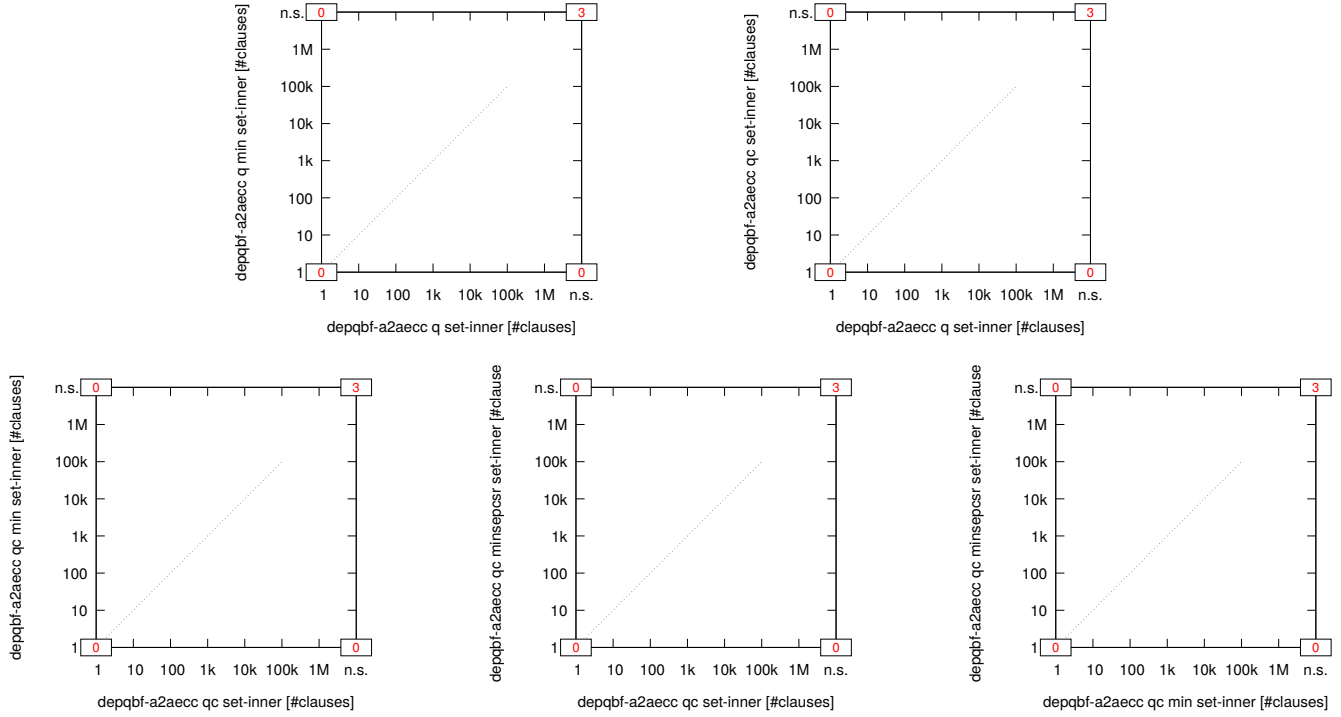 n.s. 0 3
1M
100k
10k
1k
100
10
1 0 0
1 10 100 1k 10k 100k 1M n.s.
depqbf-a2aecc q min set-inner [#clauses]
depqbf-a2aecc q set-inner [#clauses]
n.s. 0 3
1M
100k
10k
1k
100
10
1 0 0
1 10 100 1k 10k 100k 1M n.s.
depqbf-a2aecc qc set-inner [#clauses]
depqbf-a2aecc q set-inner [#clauses]
n.s. 0 3
1M
100k
10k
1k
100
10
1 0 0
1 10 100 1k 10k 100k 1M n.s.
depqbf-a2aecc qc min set-inner [#clauses]
depqbf-a2aecc qc set-inner [#clauses]
n.s. 0 3
1M
100k
10k
1k
100
10
1 0 0
1 10 100 1k 10k 100k 1M n.s.
depqbf-a2aecc qc minsepcsr set-inner [#clause
depqbf-a2aecc qc set-inner [#clauses]
n.s. 0 3
1M
100k
10k
1k
100
10
1 0 0
1 10 100 1k 10k 100k 1M n.s.
depqbf-a2aecc qc minsepcsr set-inner [#clause
depqbf-a2aecc qc min set-inner [#clauses]